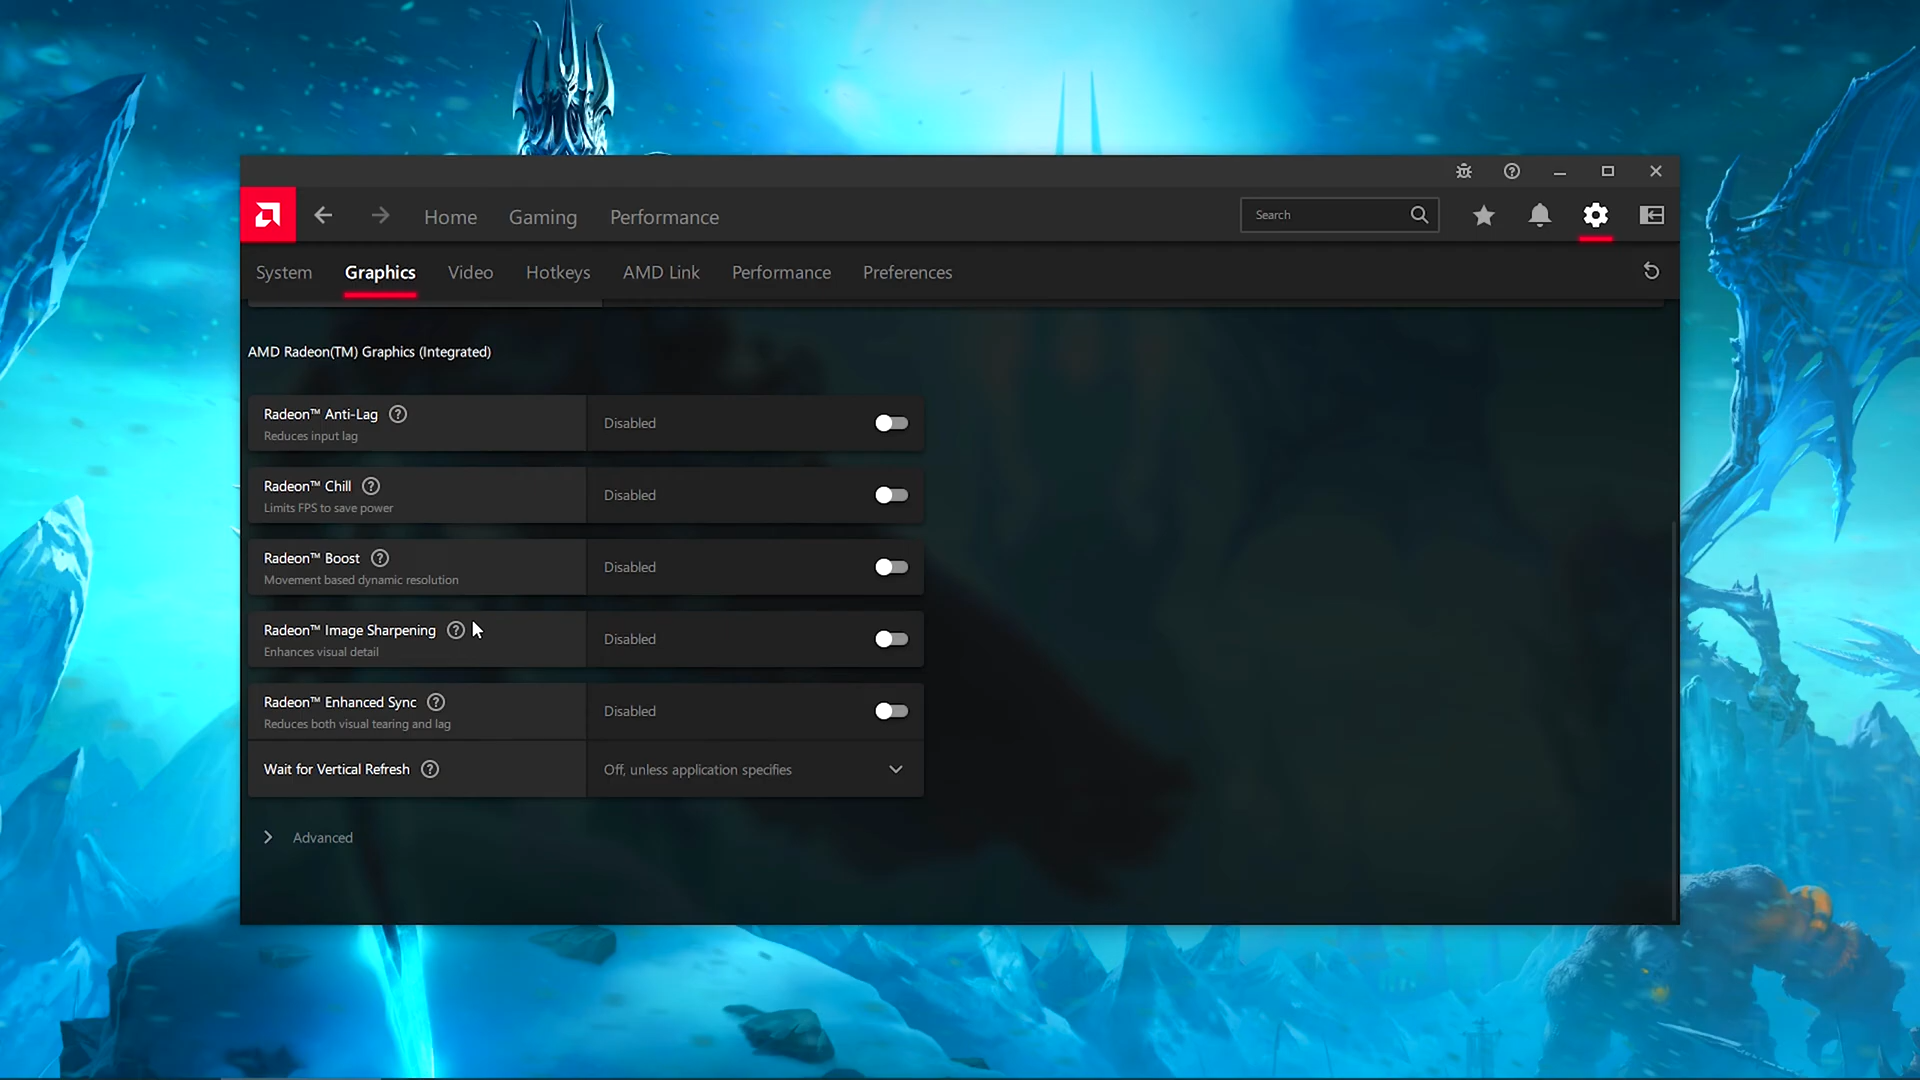 Home Gaming Performance Search
System Graphics Video Hotkeys AMD Link Performance Preferences
AMD Radeon(TM) Graphics (Integrated)
Radeon™ Anti-Lag
Reduces input lag
Disabled
Radeon™ Chill
Limits FPS to save power
Disabled
Radeon™ Boost
Movement based dynamic resolution
Disabled
Radeon™ Image Sharpening
Enhances visual detail
Disabled
Radeon™ Enhanced Sync
Reduces both visual tearing and lag
Disabled
Wait for Vertical Refresh
Off, unless application specifies
Advanced